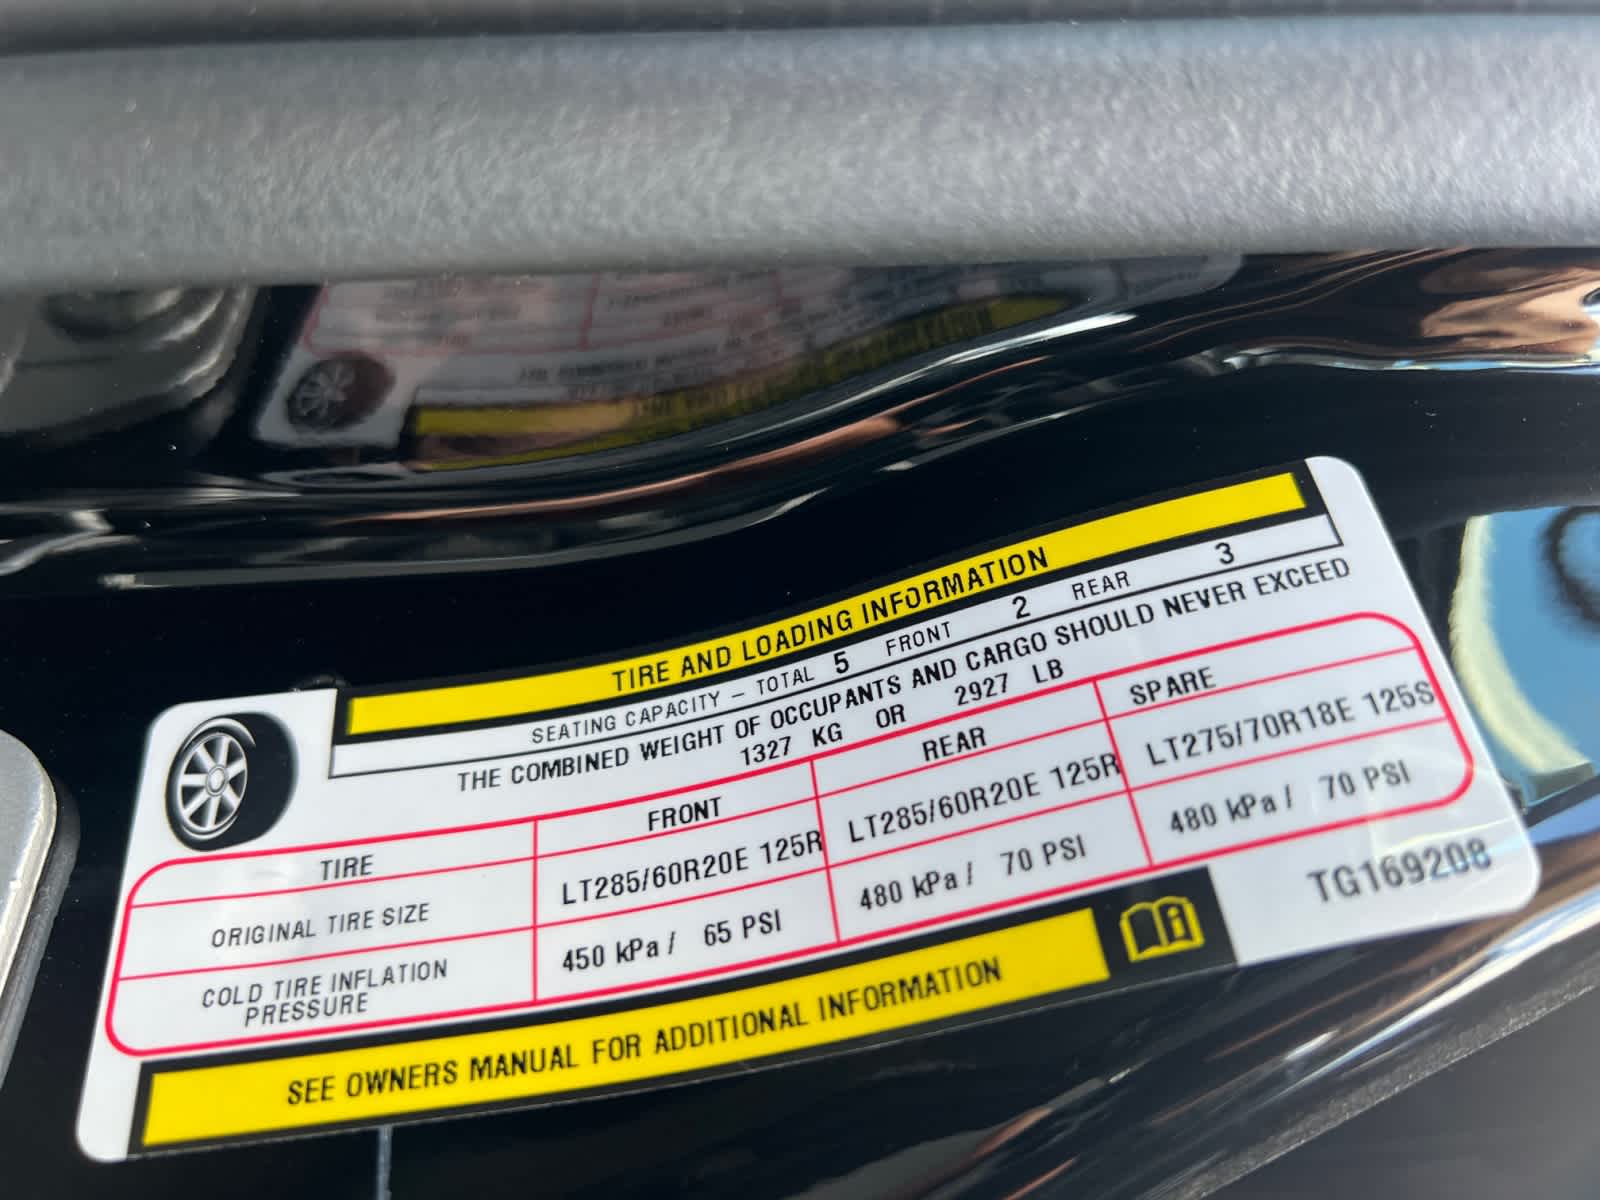 TIRE AND LOADING INFORMATION
SEATING CAPACITY - TOTAL 5 FRONT 2 REAR 3
THE COMBINED WEIGHT OF OCCUPANTS AND CARGO SHOULD NEVER EXCEED
1327 KG OR 2927 LB
TIRE FRONT REAR SPARE
ORIGINAL TIRE SIZE LT285/60R20E 125R LT285/60R20E 125R LT275/70R18E 125S
COLD TIRE INFLATION PRESSURE 450 kPa / 65 PSI 480 kPa / 70 PSI 480 kPa / 70 PSI
SEE OWNERS MANUAL FOR ADDITIONAL INFORMATION
TG169208